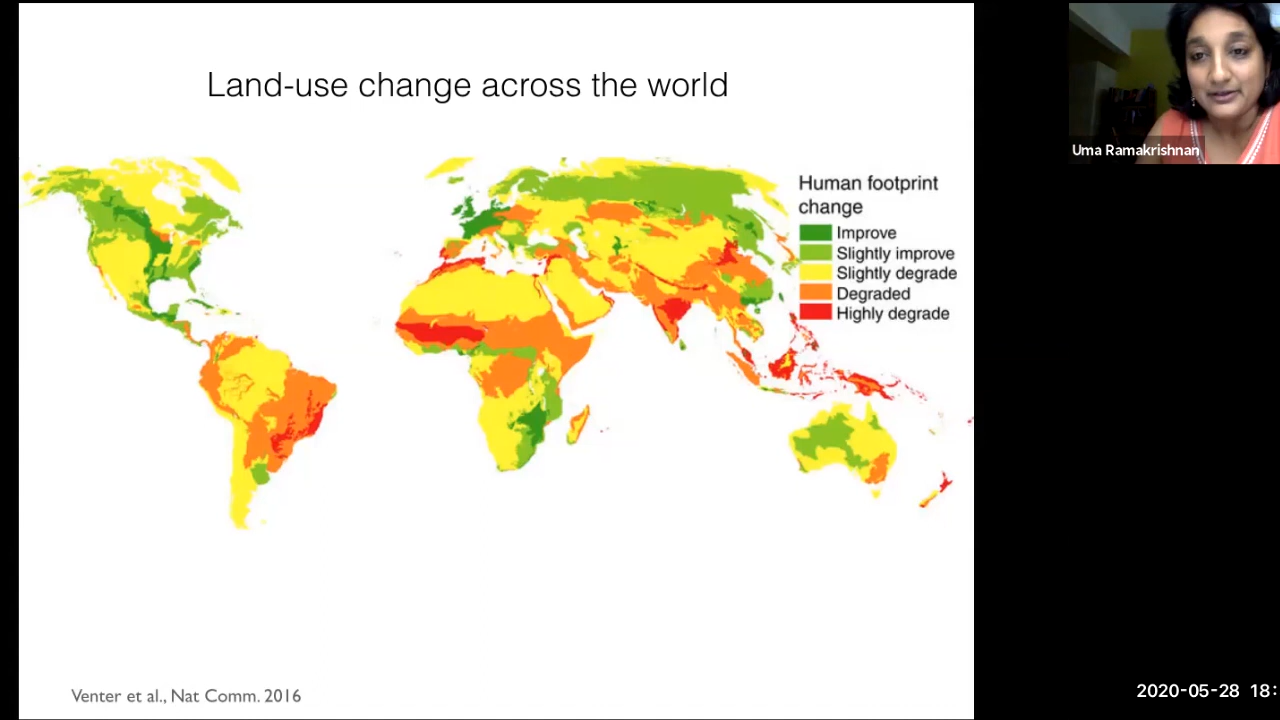 Land-use change across the world
Human footprint
change
Improve
Slightly improve
Slightly degrade
Degraded
Highly degrade
Venter et al., Nat Comm. 2016
Uma Ramakrishnan
2020-05-28 18: